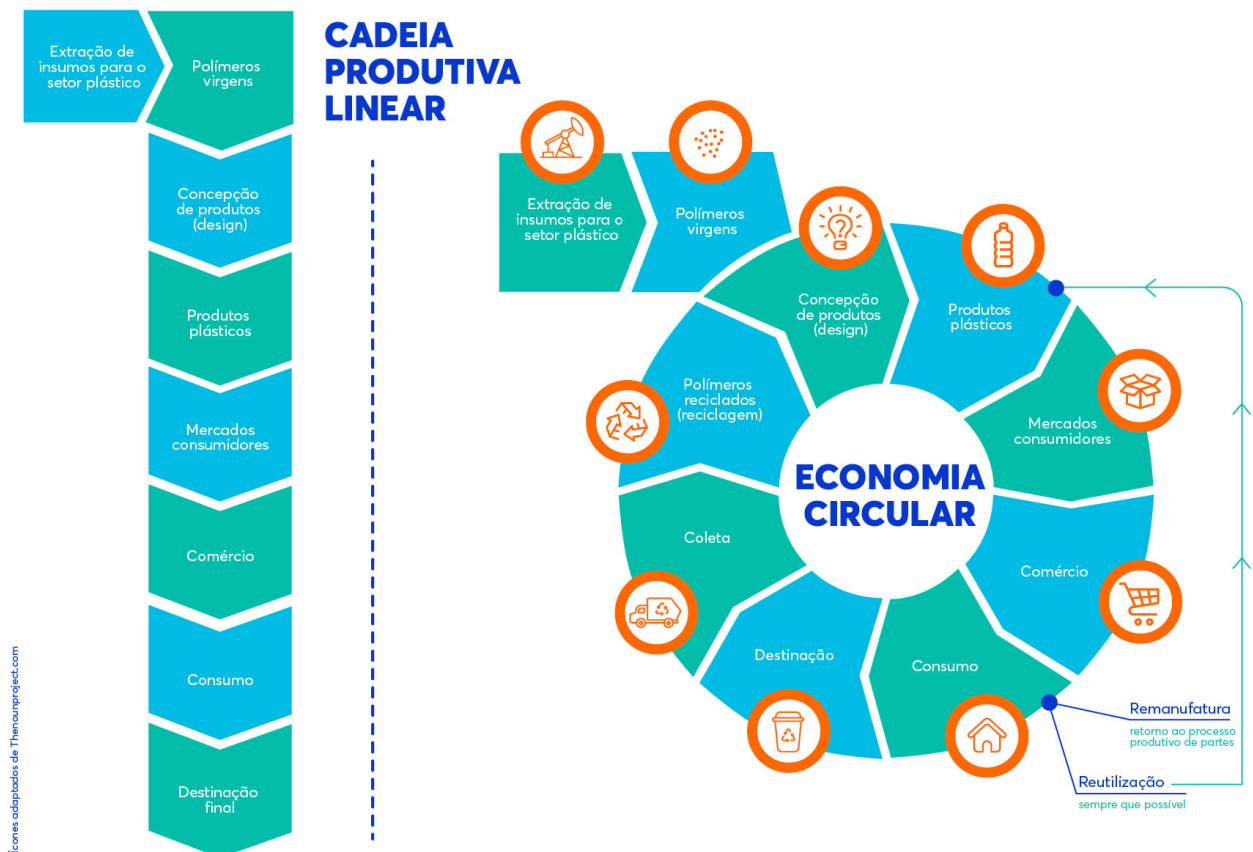 Extração de
insumos para o
setor plástico
Polímeros
virgens
Concepção
de produtos
(design)
Produtos
plásticos
Mercados
consumidores
Comércio
Consumo
Destinação
final
CADEIA
PRODUTIVA
LINEAR
Extração de
insumos para o
setor plástico
Polímeros
virgens
Concepção
de produtos
(design)
Produtos
plásticos
Mercados
consumidores
Comércio
Consumo
Destinação
Coleta
Polímeros
reciclados
(reciclagem)
ECONOMIA
CIRCULAR
Remanufatura
retorno ao processo
produtivo de partes
Reutilização
sempre que possível
Ícones adaptados de Thenounproject.com